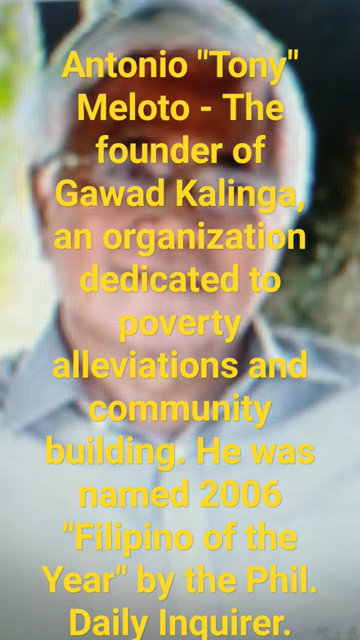 Antonio "Tony"
Meloto - The
founder of
Gawad Kalinga,
an organization
dedicated to
poverty
alleviations and
community
building. He was
named 2006
"Filipino of the
Year" by the Phil.
Daily Inquirer.